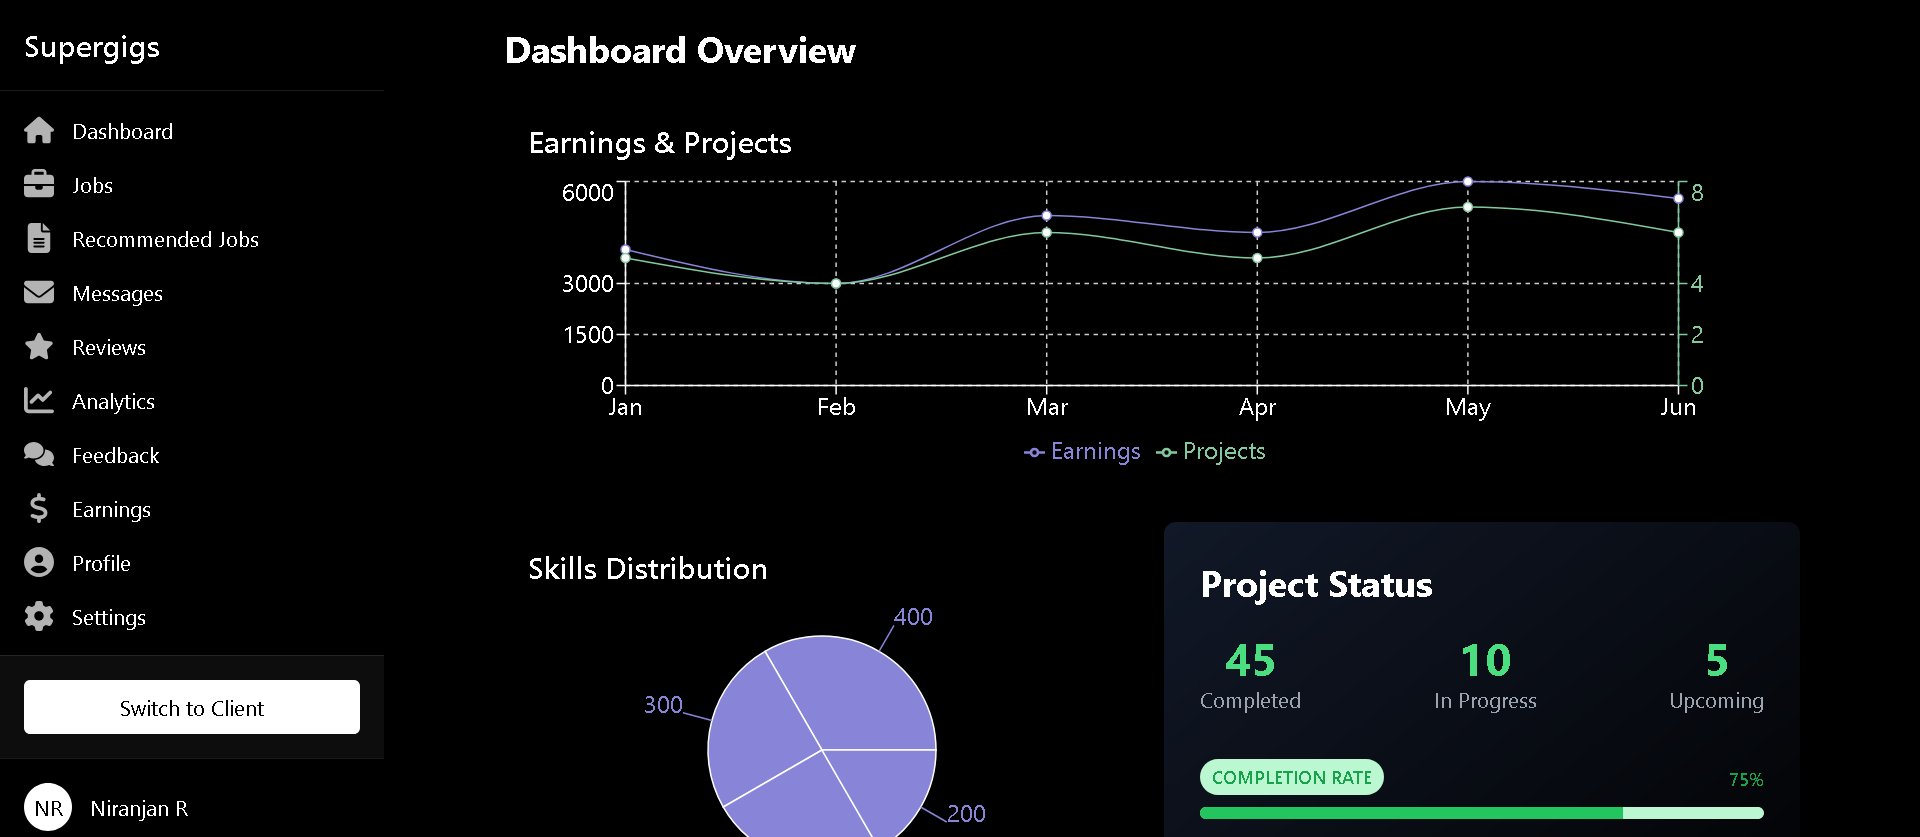 Supergigs
Dashboard
Jobs
Recommended Jobs
Messages
Reviews
Analytics
Feedback
Earnings
Profile
Settings
Switch to Client
NR Niranjan R
Dashboard Overview
Earnings & Projects
6000
3000
1500
0
8
4
2
0
Jan Feb Mar Apr May Jun
Earnings Projects
Skills Distribution
400
300
200
Project Status
45 10 5
Completed In Progress Upcoming
COMPLETION RATE 75%